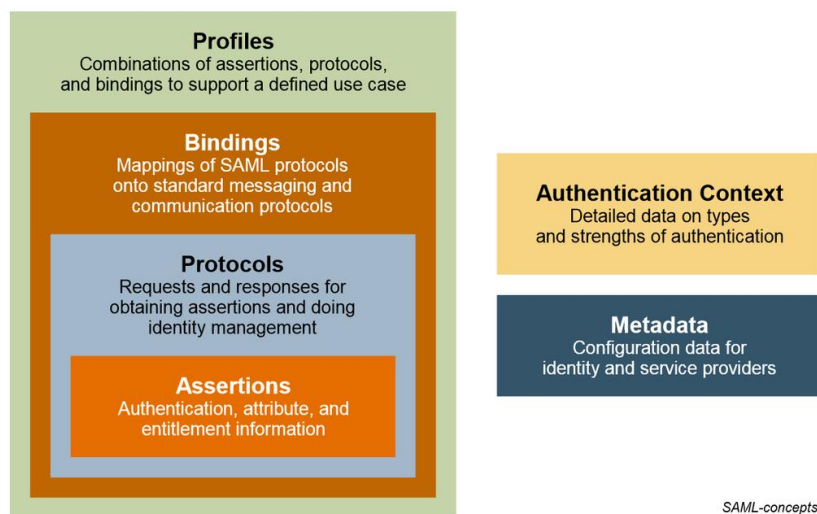 Profiles
Combinations of assertions, protocols,
and bindings to support a defined use case
Bindings
Mappings of SAML protocols
onto standard messaging and
communication protocols
Protocols
Requests and responses for
obtaining assertions and doing
identity management
Assertions
Authentication, attribute, and
entitlement information
Authentication Context
Detailed data on types
and strengths of authentication
Metadata
Configuration data for
identity and service providers
SAML-concepts